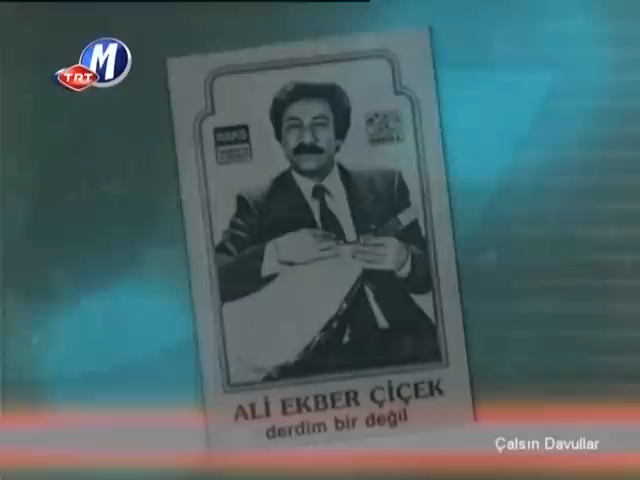 M
TRT
ALİ EKBER ÇİÇEK
derdim bir değil
Çalsın Davullar